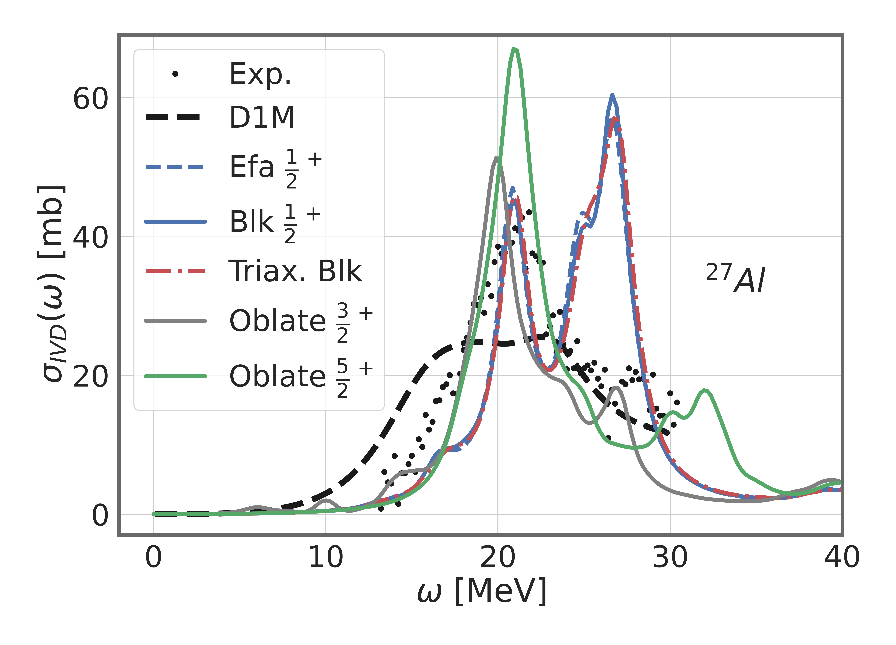 60
40
20
0
0
10
20
30
40
σ_IVD(ω) [mb]
ω [MeV]
Exp.
D1M
Efa 1/2 +
Blk 1/2 +
Triax. Blk
Oblate 3/2 +
Oblate 5/2 +
²⁷Al